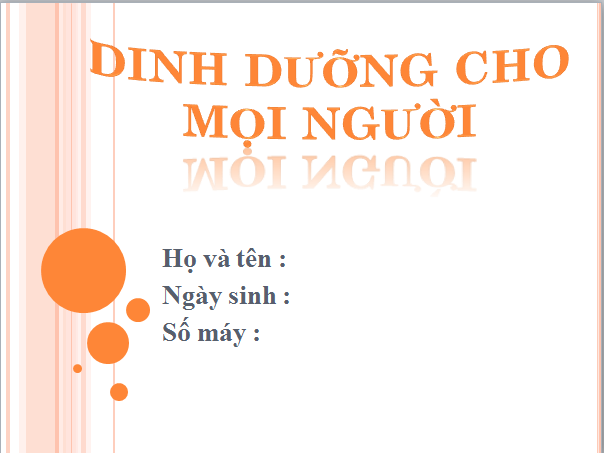 DINH DƯỠNG CHO
MỌI NGƯỜI
Họ và tên :
Ngày sinh :
Số máy :